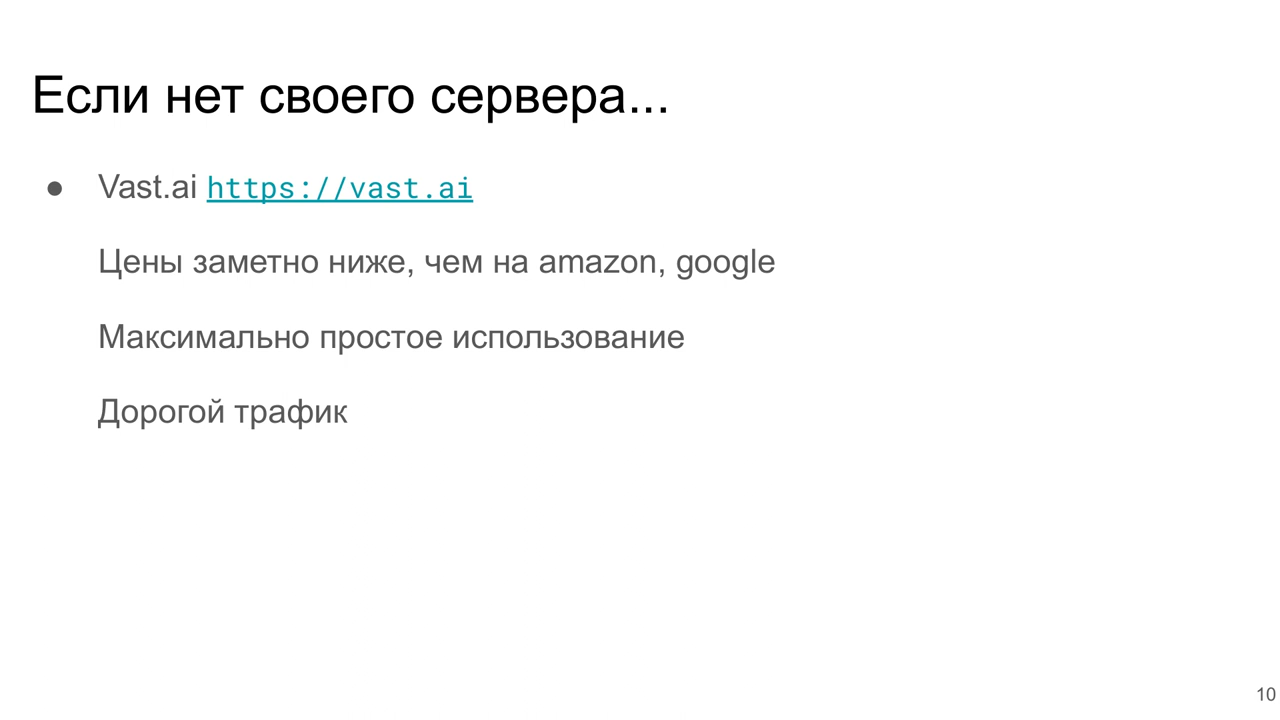 Если нет своего сервера...
● Vast.ai https://vast.ai
Цены заметно ниже, чем на amazon, google
Максимально простое использование
Дорогой трафик
10